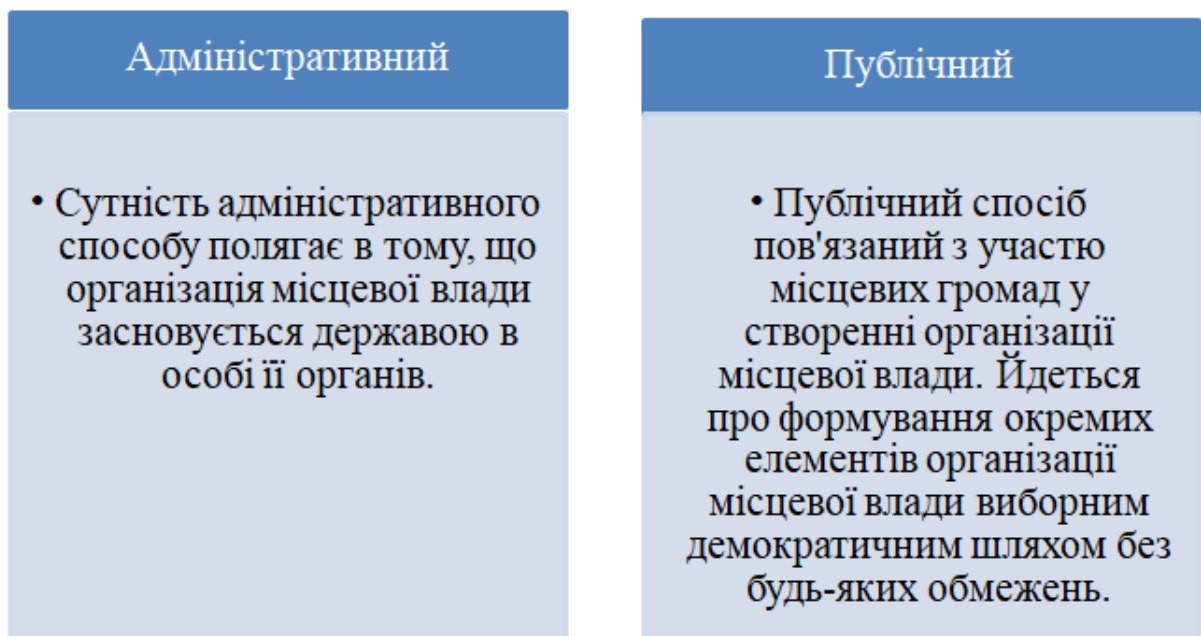 Адміністративний
• Сутність адміністративного
способу полягає в тому, що
організація місцевої влади
засновується державою в
особі її органів.
Публічний
• Публічний спосіб
пов'язаний з участю
місцевих громад у
створенні організації
місцевої влади. Йдеться
про формування окремих
елементів організації
місцевої влади виборним
демократичним шляхом без
будь-яких обмежень.